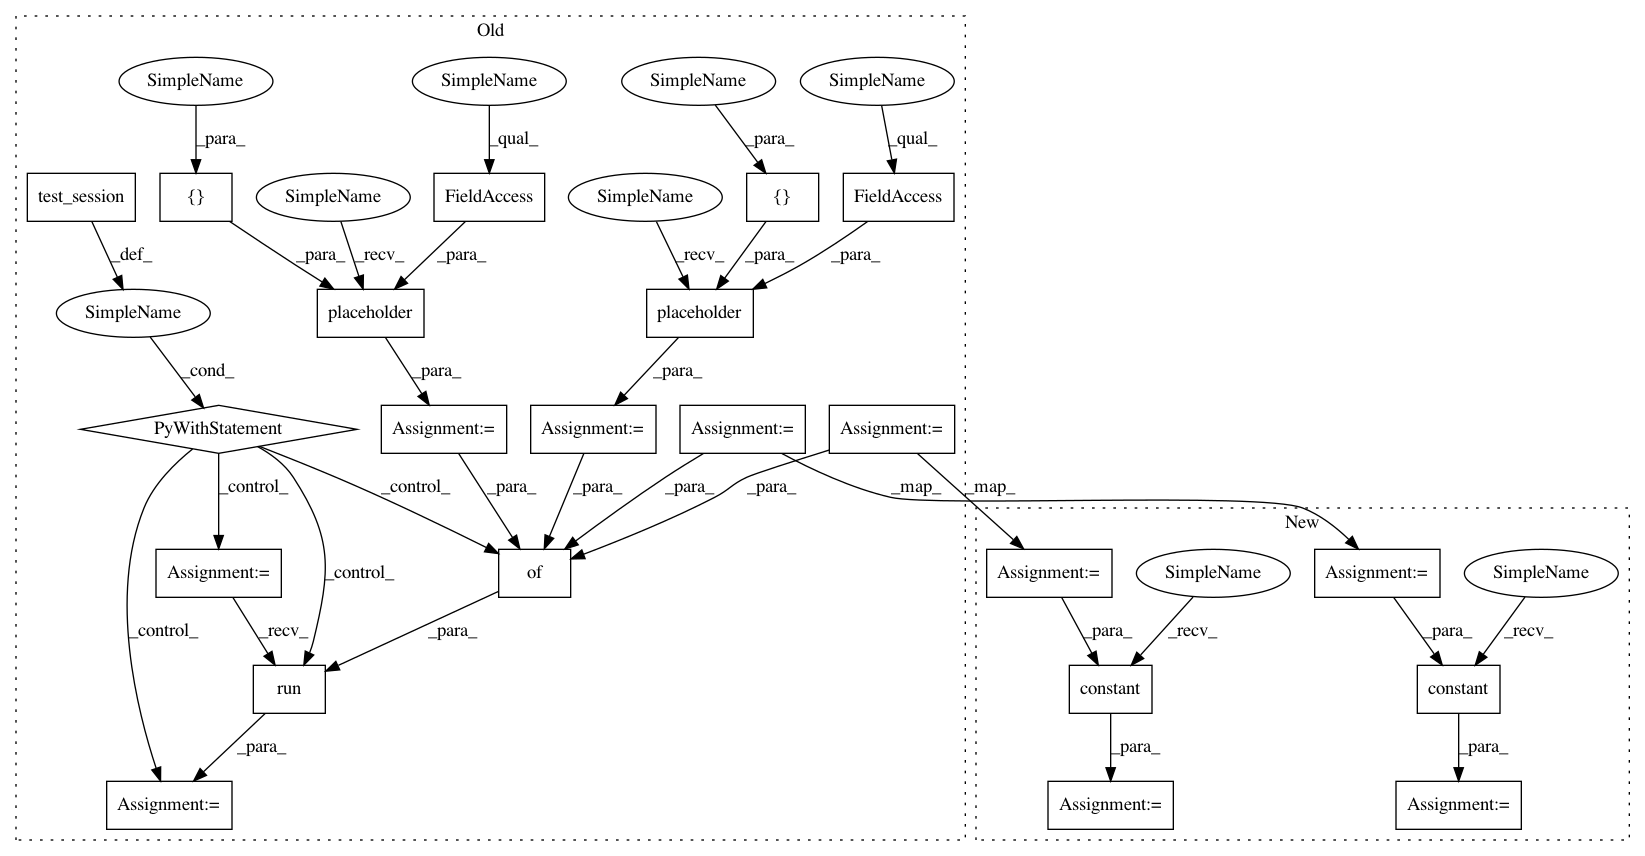 Old
SimpleName
SimpleName
SimpleName
SimpleName
_para_
_qual_
_para_
_qual_
test_session
{}
SimpleName
FieldAccess
SimpleName
{}
FieldAccess
_def_
_para_
_recv_
_para_
_recv_
_para_
_para_
SimpleName
placeholder
placeholder
_cond_
_para_
_para_
PyWithStatement
Assignment:=
Assignment:=
Assignment:=
Assignment:=
_control_
_control_
_para_
_para_
_para_
_para_
_map_
_map_
New
Assignment:=
_control_
of
Assignment:=
SimpleName
Assignment:=
SimpleName
_control_
_recv_
_para_
_para_
_recv_
_para_
_recv_
run
constant
constant
_para_
_para_
_para_
Assignment:=
Assignment:=
Assignment:=